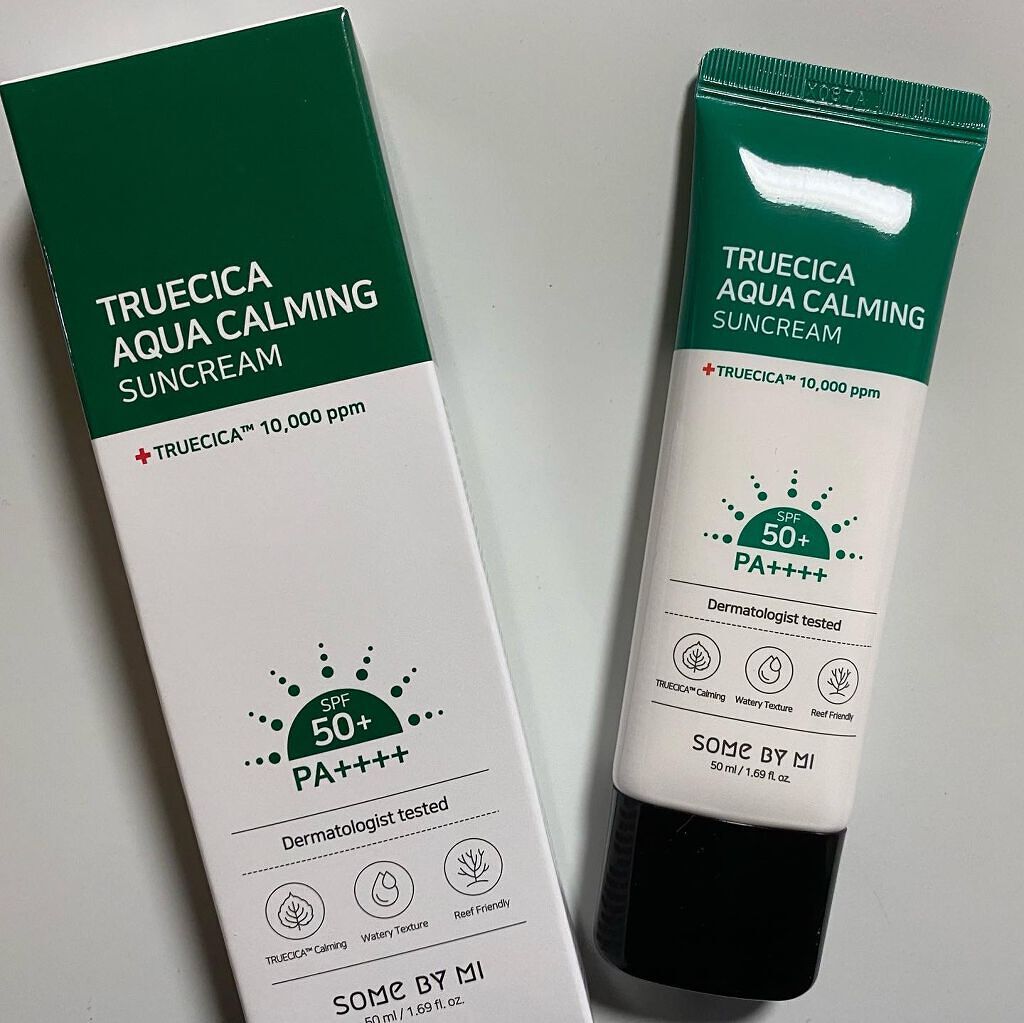 TRUECICA
AQUA CALMING
SUNCREAM
+TRUECICA™ 10,000 ppm
SPF
50+
PA++++
Dermatologist tested
TRUECICA™ Calming
Watery Texture
Reef Friendly
SOME BY MI
50 ml / 1.69 fl. oz.
TRUECICA
AQUA CALMING
SUNCREAM
+TRUECICA™ 10,000 ppm
SPF
50+
PA++++
Dermatologist tested
TRUECICA™ Calming
Watery Texture
Reef Friendly
SOME BY MI
50 ml / 1.69 fl. oz.